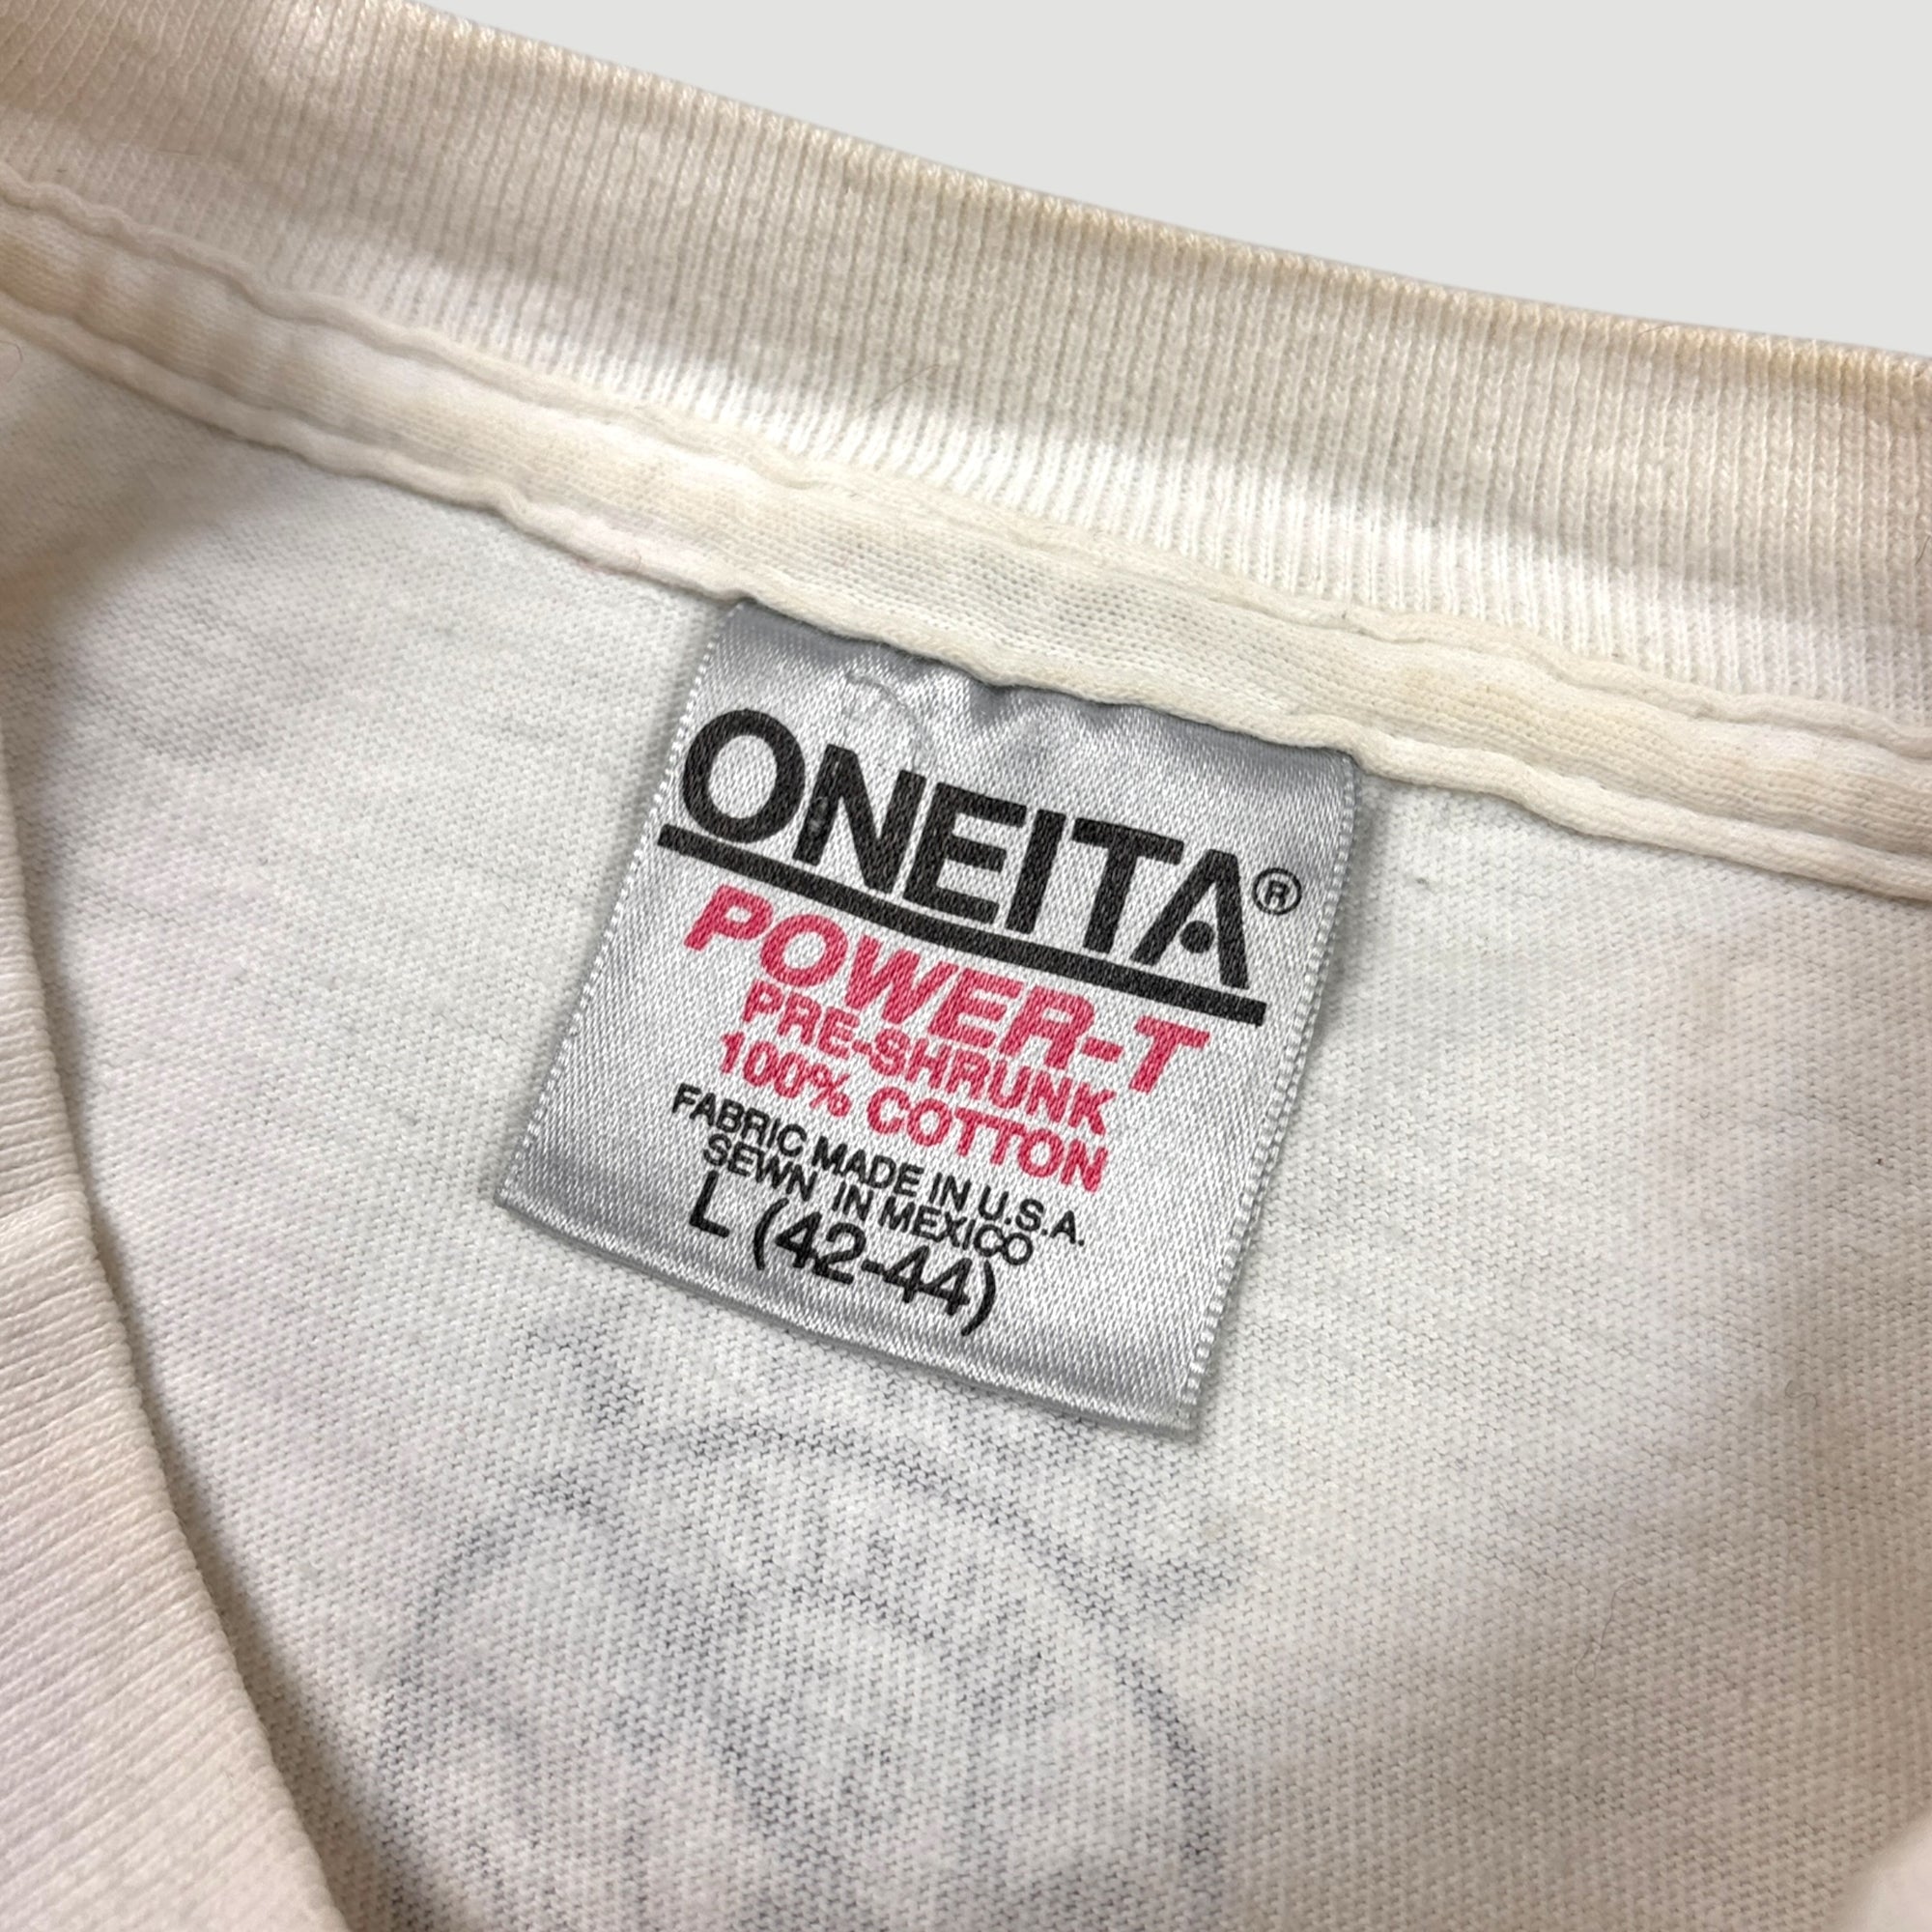 ONEITA®
POWER-T
PRE-SHRUNK
100% COTTON
FABRIC MADE IN U.S.A.
SEWN IN MEXICO
L (42-44)